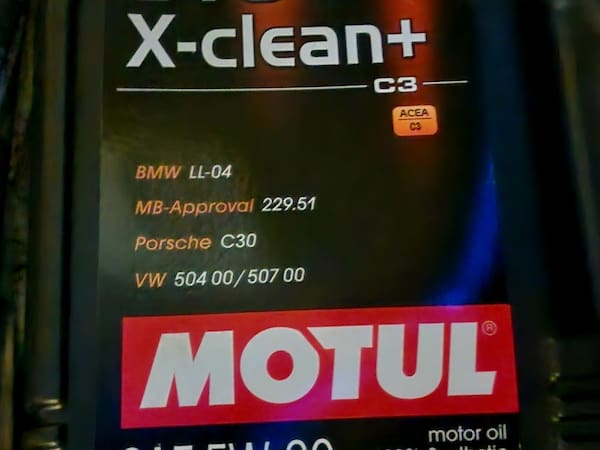 X-clean+
C3
ACEA
C3
BMW LL-04
MB-Approval 229.51
Porsche C30
VW 504 00/507 00
MOTUL®
motor oil